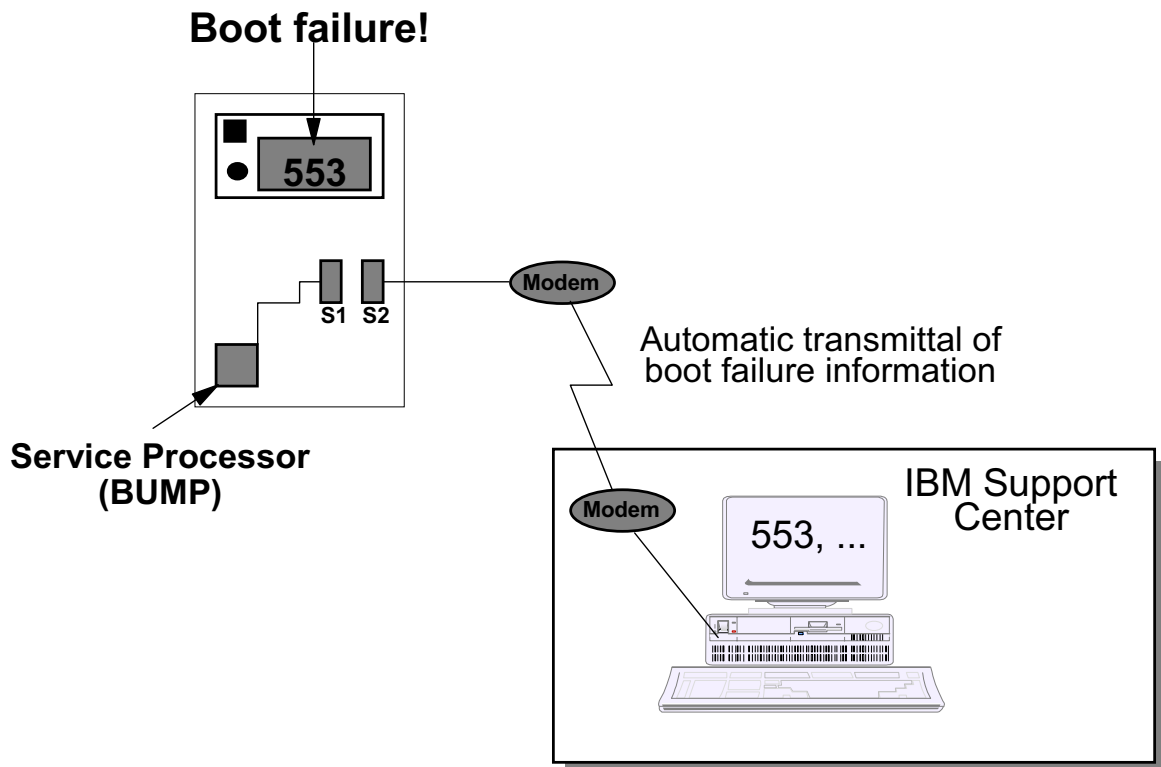 Boot failure!
553
S1 S2
Modem
Automatic transmittal of
boot failure information
Service Processor
(BUMP)
IBM Support
Center
Modem
553, ...